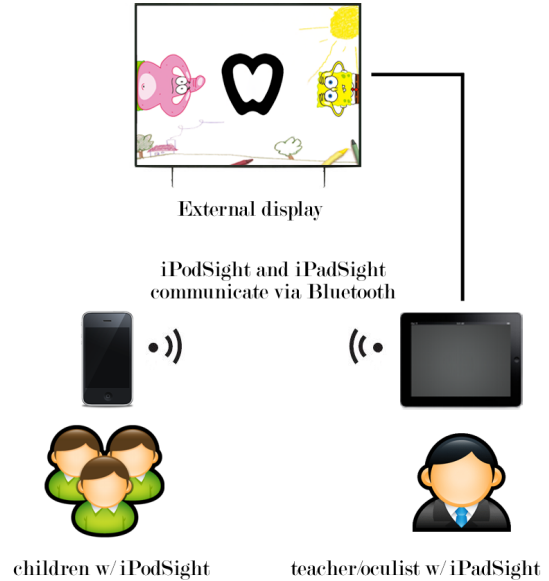 External display
iPodSight and iPadSight
communicate via Bluetooth
children w/ iPodSight
teacher/oculist w/ iPadSight